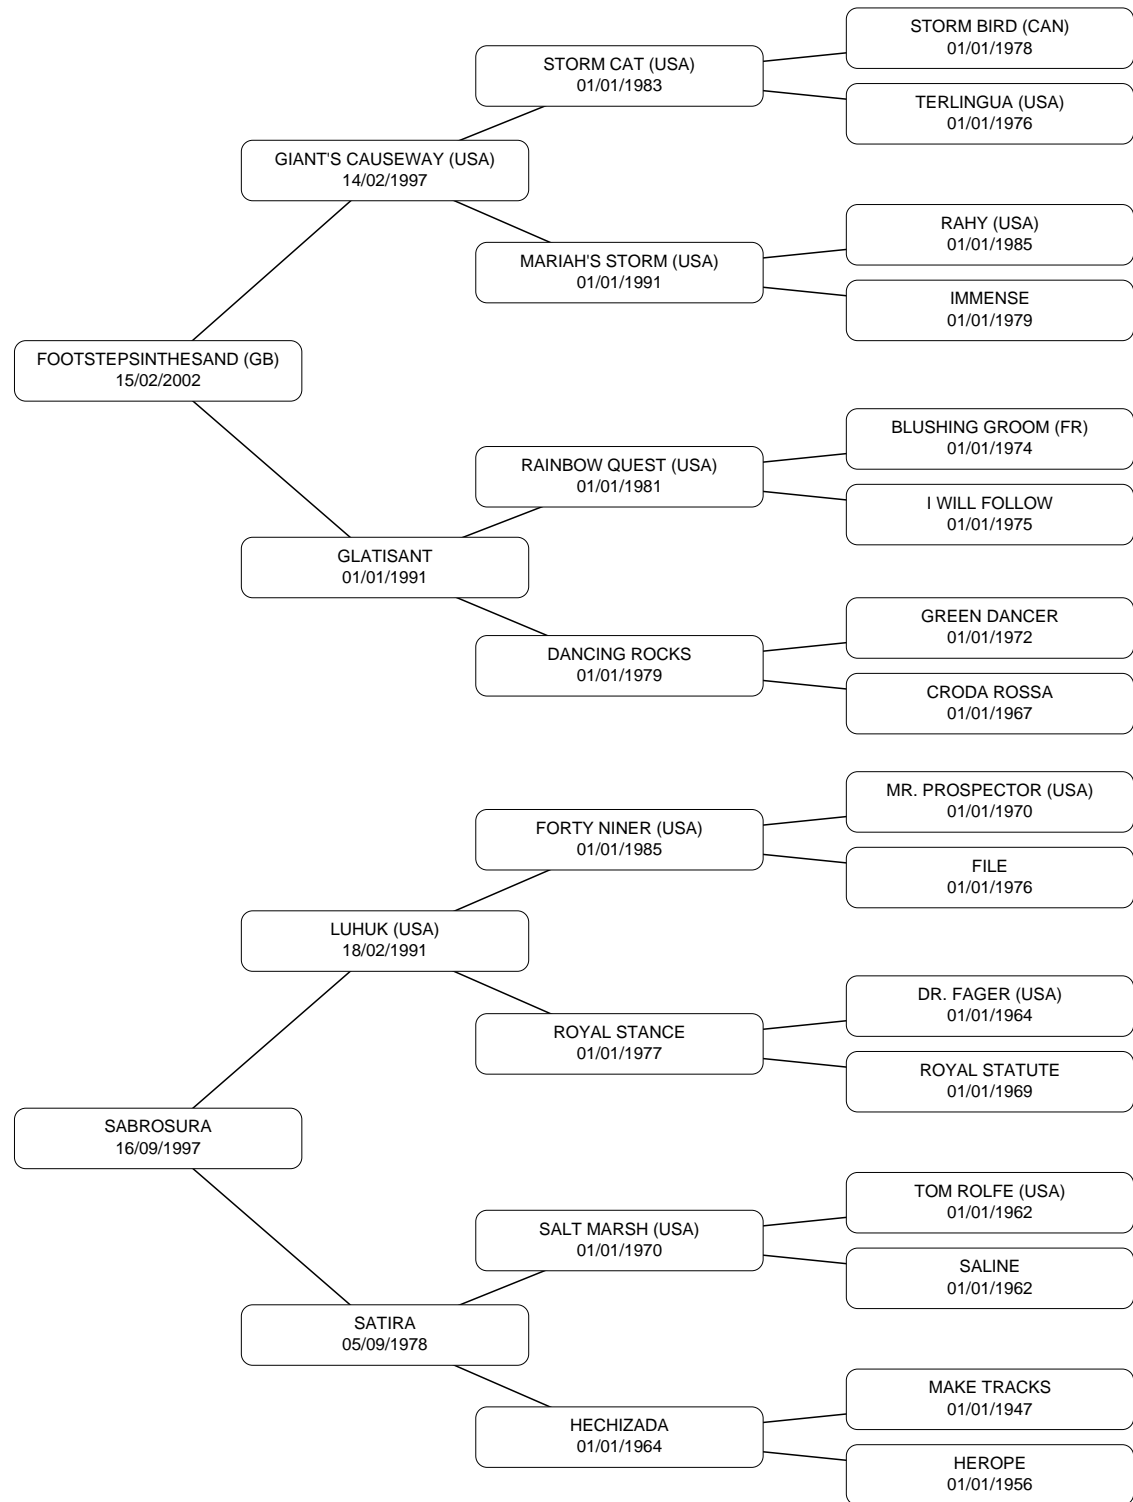 STORM BIRD (CAN)
01/01/1978
STORM CAT (USA)
01/01/1983
TERLINGUA (USA)
01/01/1976
GIANT'S CAUSEWAY (USA)
14/02/1997
RAHY (USA)
01/01/1985
MARIAH'S STORM (USA)
01/01/1991
IMMENSE
01/01/1979
FOOTSTEPSINTHESAND (GB)
15/02/2002
BLUSHING GROOM (FR)
01/01/1974
RAINBOW QUEST (USA)
01/01/1981
I WILL FOLLOW
01/01/1975
GLATISANT
01/01/1991
GREEN DANCER
01/01/1972
DANCING ROCKS
01/01/1979
CRODA ROSSA
01/01/1967
MR. PROSPECTOR (USA)
01/01/1970
FORTY NINER (USA)
01/01/1985
FILE
01/01/1976
LUHUK (USA)
18/02/1991
DR. FAGER (USA)
01/01/1964
ROYAL STANCE
01/01/1977
ROYAL STATUTE
01/01/1969
SABROSURA
16/09/1997
TOM ROLFE (USA)
01/01/1962
SALT MARSH (USA)
01/01/1970
SALINE
01/01/1962
SATIRA
05/09/1978
MAKE TRACKS
01/01/1947
HECHIZADA
01/01/1964
HEROPE
01/01/1956